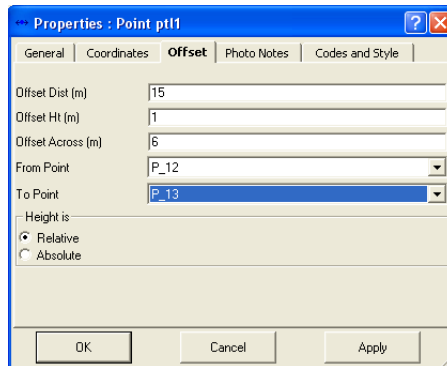 Properties : Point ptl1
General Coordinates Offset Photo Notes Codes and Style
Offset Dist (m) 15
Offset Ht (m) 1
Offset Across (m) 6
From Point P_12
To Point P_13
Height is
Relative
Absolute
OK Cancel Apply